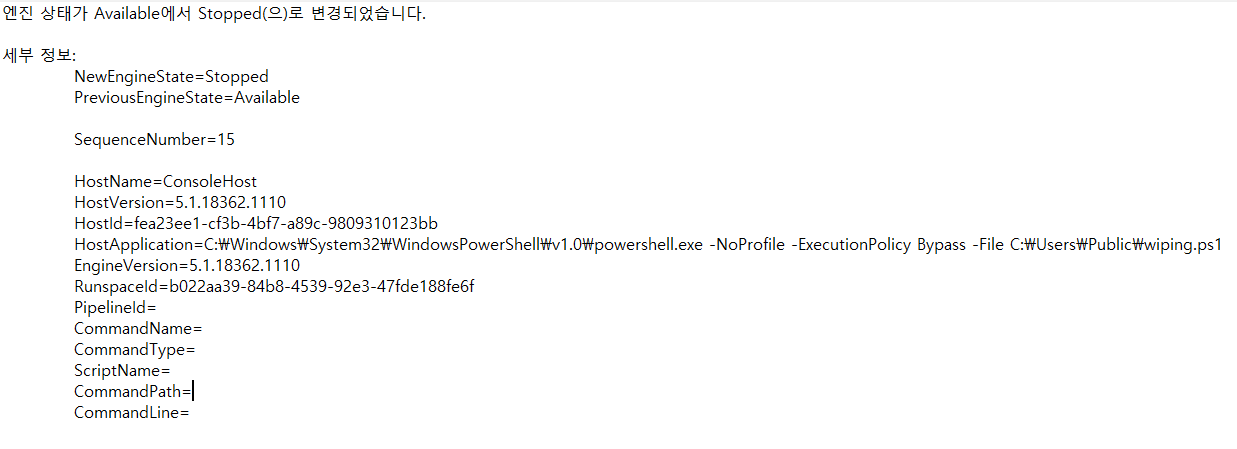 엔진 상태가 Available에서 Stopped(으)로 변경되었습니다.
세부 정보:
NewEngineState=Stopped
PreviousEngineState=Available
SequenceNumber=15
HostName=ConsoleHost
HostVersion=5.1.18362.1110
HostId=fea23ee1-cf3b-4bf7-a89c-9809310123bb
HostApplication=C:₩Windows₩System32₩WindowsPowerShell₩v1.0₩powershell.exe -NoProfile -ExecutionPolicy Bypass -File C:₩Users₩Public₩wiping.ps1
EngineVersion=5.1.18362.1110
RunspaceId=b022aa39-84b8-4539-92e3-47fde188fe6f
PipelineId=
CommandName=
CommandType=
ScriptName=
CommandPath=
CommandLine=